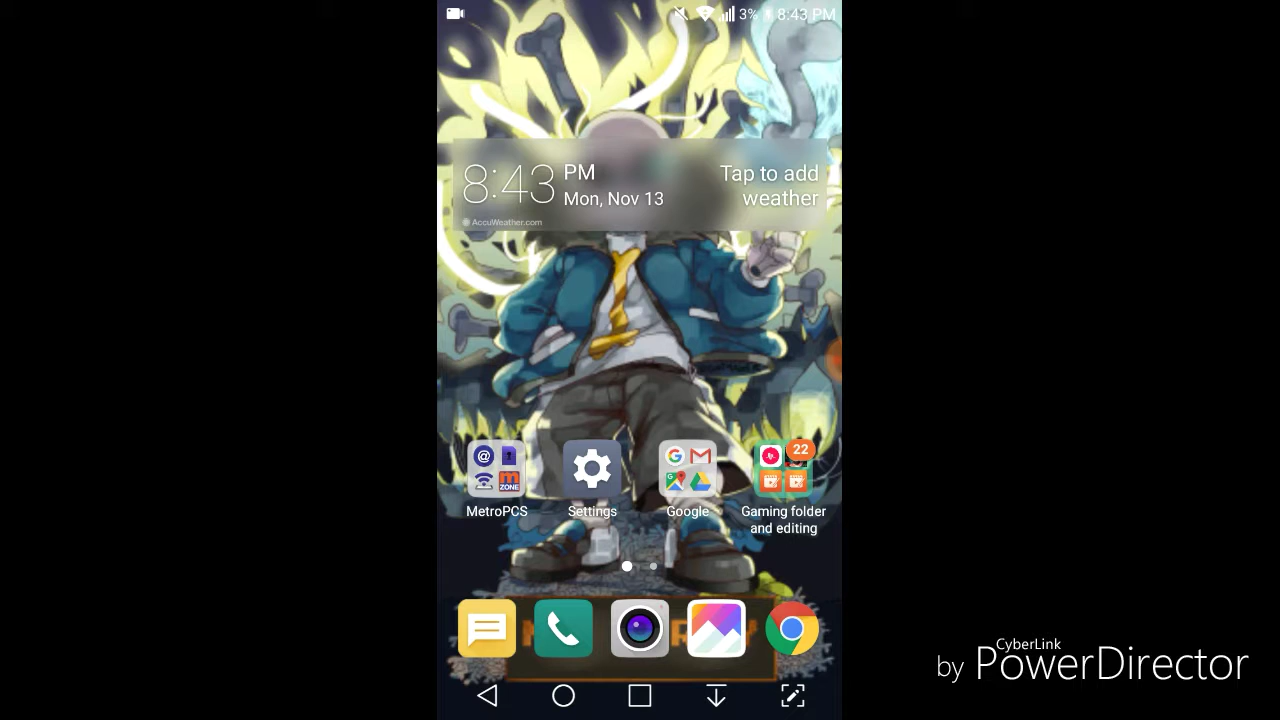 3% 8:43 PM
8:43 PM
Mon, Nov 13
Tap to add
weather
AccuWeather.com
22
@
ZONE
G M
G
MetroPCS
Settings
Google
Gaming folder
and editing
CyberLink
by PowerDirector